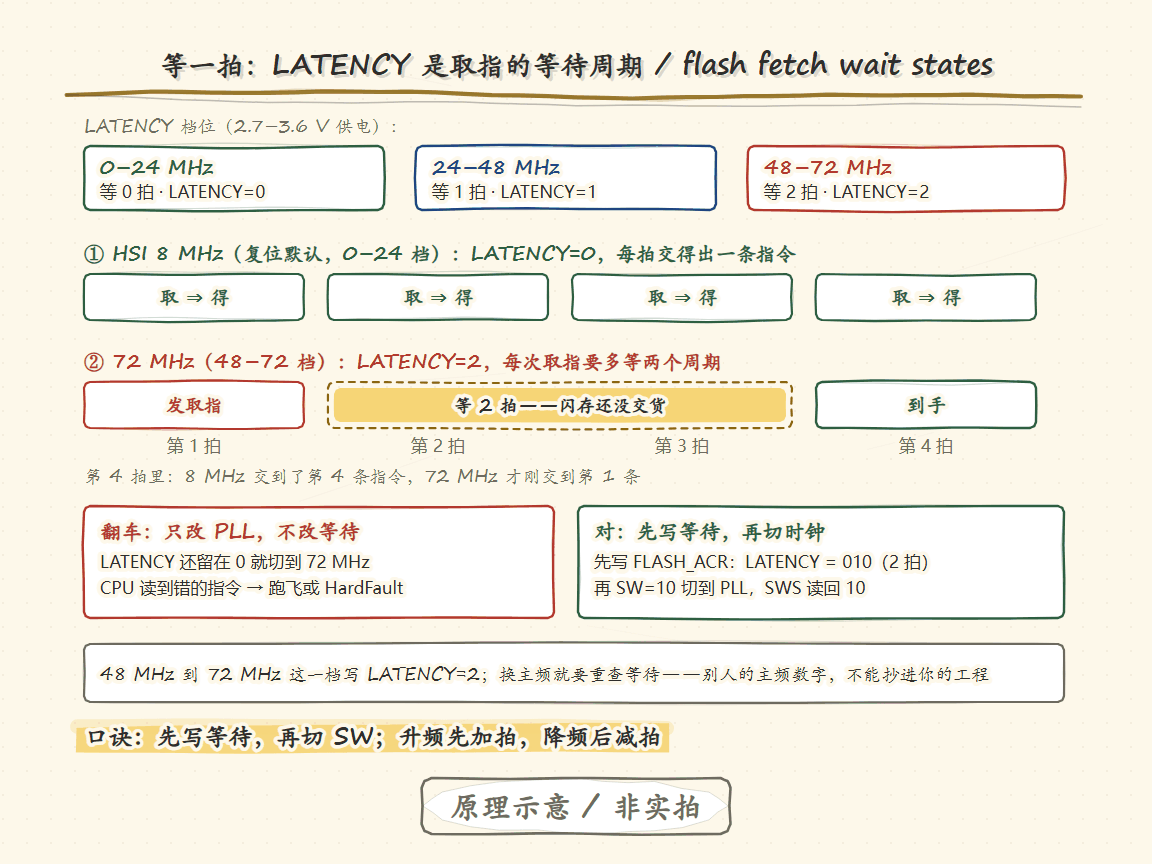 等一拍：LATENCY 是取指的等待周期 / flash fetch wait states
LATENCY 档位（2.7–3.6 V 供电）：
0–24 MHz
等 0 拍 · LATENCY=0
24–48 MHz
等 1 拍 · LATENCY=1
48–72 MHz
等 2 拍 · LATENCY=2
① HSI 8 MHz（复位默认，0–24 档）：LATENCY=0，每拍交得出一条指令
取 ⇒ 得
取 ⇒ 得
取 ⇒ 得
取 ⇒ 得
② 72 MHz（48–72 档）：LATENCY=2，每次取指要多等两个周期
发取指
等 2 拍——闪存还没交货
到手
第 1 拍
第 2 拍
第 3 拍
第 4 拍
第 4 拍里：8 MHz 交到了第 4 条指令，72 MHz 才刚交到第 1 条
翻车：只改 PLL，不改等待
LATENCY 还留在 0 就切到 72 MHz
CPU 读到错的指令 → 跑飞或 HardFault
对：先写等待，再切时钟
先写 FLASH_ACR：LATENCY = 010（2 拍）
再 SW=10 切到 PLL，SWS 读回 10
48 MHz 到 72 MHz 这一档写 LATENCY=2；换主频就要重查等待——别人的主频数字，不能抄进你的工程
口诀：先写等待，再切 SW；升频先加拍，降频后减拍
原理示意 / 非实拍